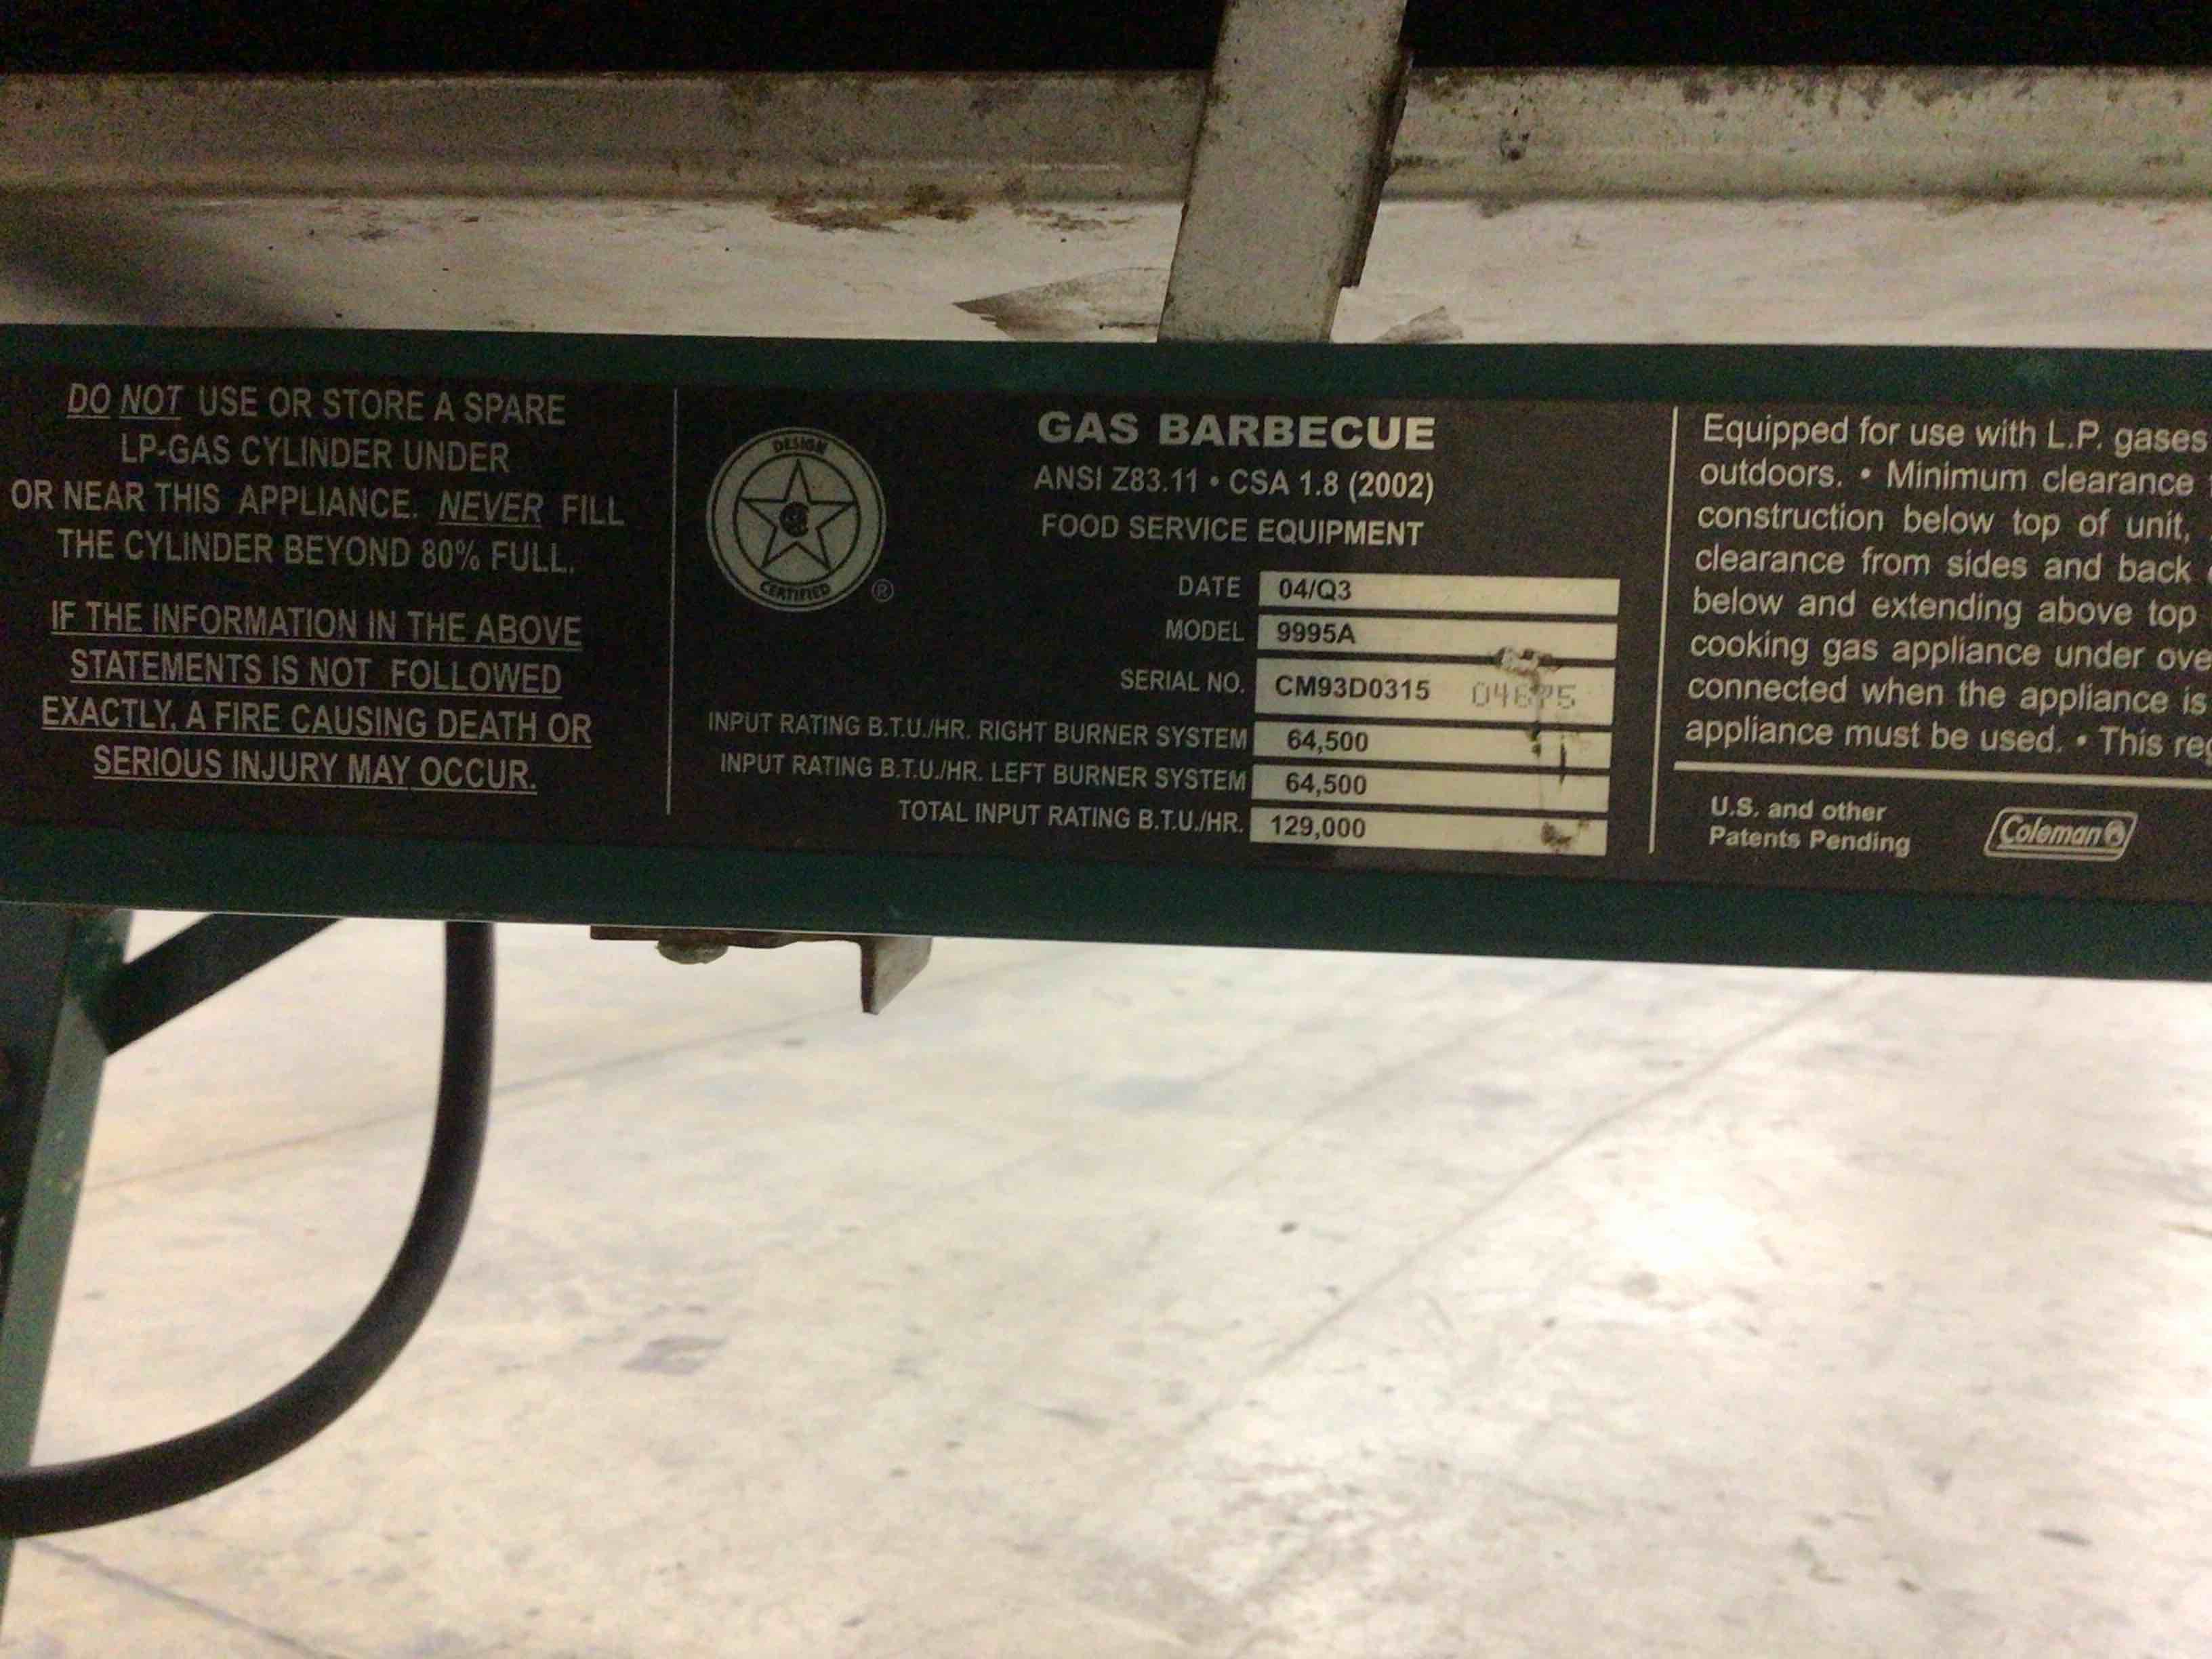 DO NOT USE OR STORE A SPARE
LP-GAS CYLINDER UNDER
OR NEAR THIS APPLIANCE. NEVER FILL
THE CYLINDER BEYOND 80% FULL.
IF THE INFORMATION IN THE ABOVE
STATEMENTS IS NOT FOLLOWED
EXACTLY, A FIRE CAUSING DEATH OR
SERIOUS INJURY MAY OCCUR.
DESIGN
CERTIFIED
®
GAS BARBECUE
ANSI Z83.11 • CSA 1.8 (2002)
FOOD SERVICE EQUIPMENT
DATE 04/Q3
MODEL 9995A
SERIAL NO. CM93D0315
INPUT RATING B.T.U./HR. RIGHT BURNER SYSTEM 64,500
INPUT RATING B.T.U./HR. LEFT BURNER SYSTEM 64,500
TOTAL INPUT RATING B.T.U./HR. 129,000
Equipped for use with L.P. gases
outdoors. • Minimum clearance
construction below top of unit,
clearance from sides and back
below and extending above top
cooking gas appliance under
connected when the appliance is
appliance must be used. • This
U.S. and other
Patents Pending
Coleman